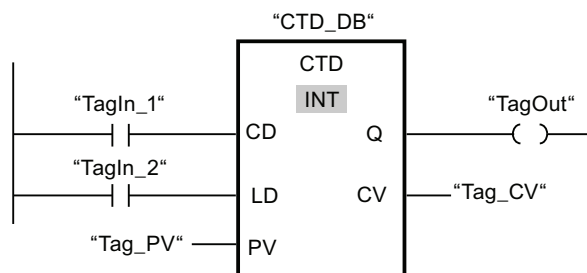 “CTD_DB“
CTD
INT
“TagIn_1“
“TagOut“
CD
Q
“TagIn_2“
LD
CV
“Tag_CV“
“Tag_PV“
PV